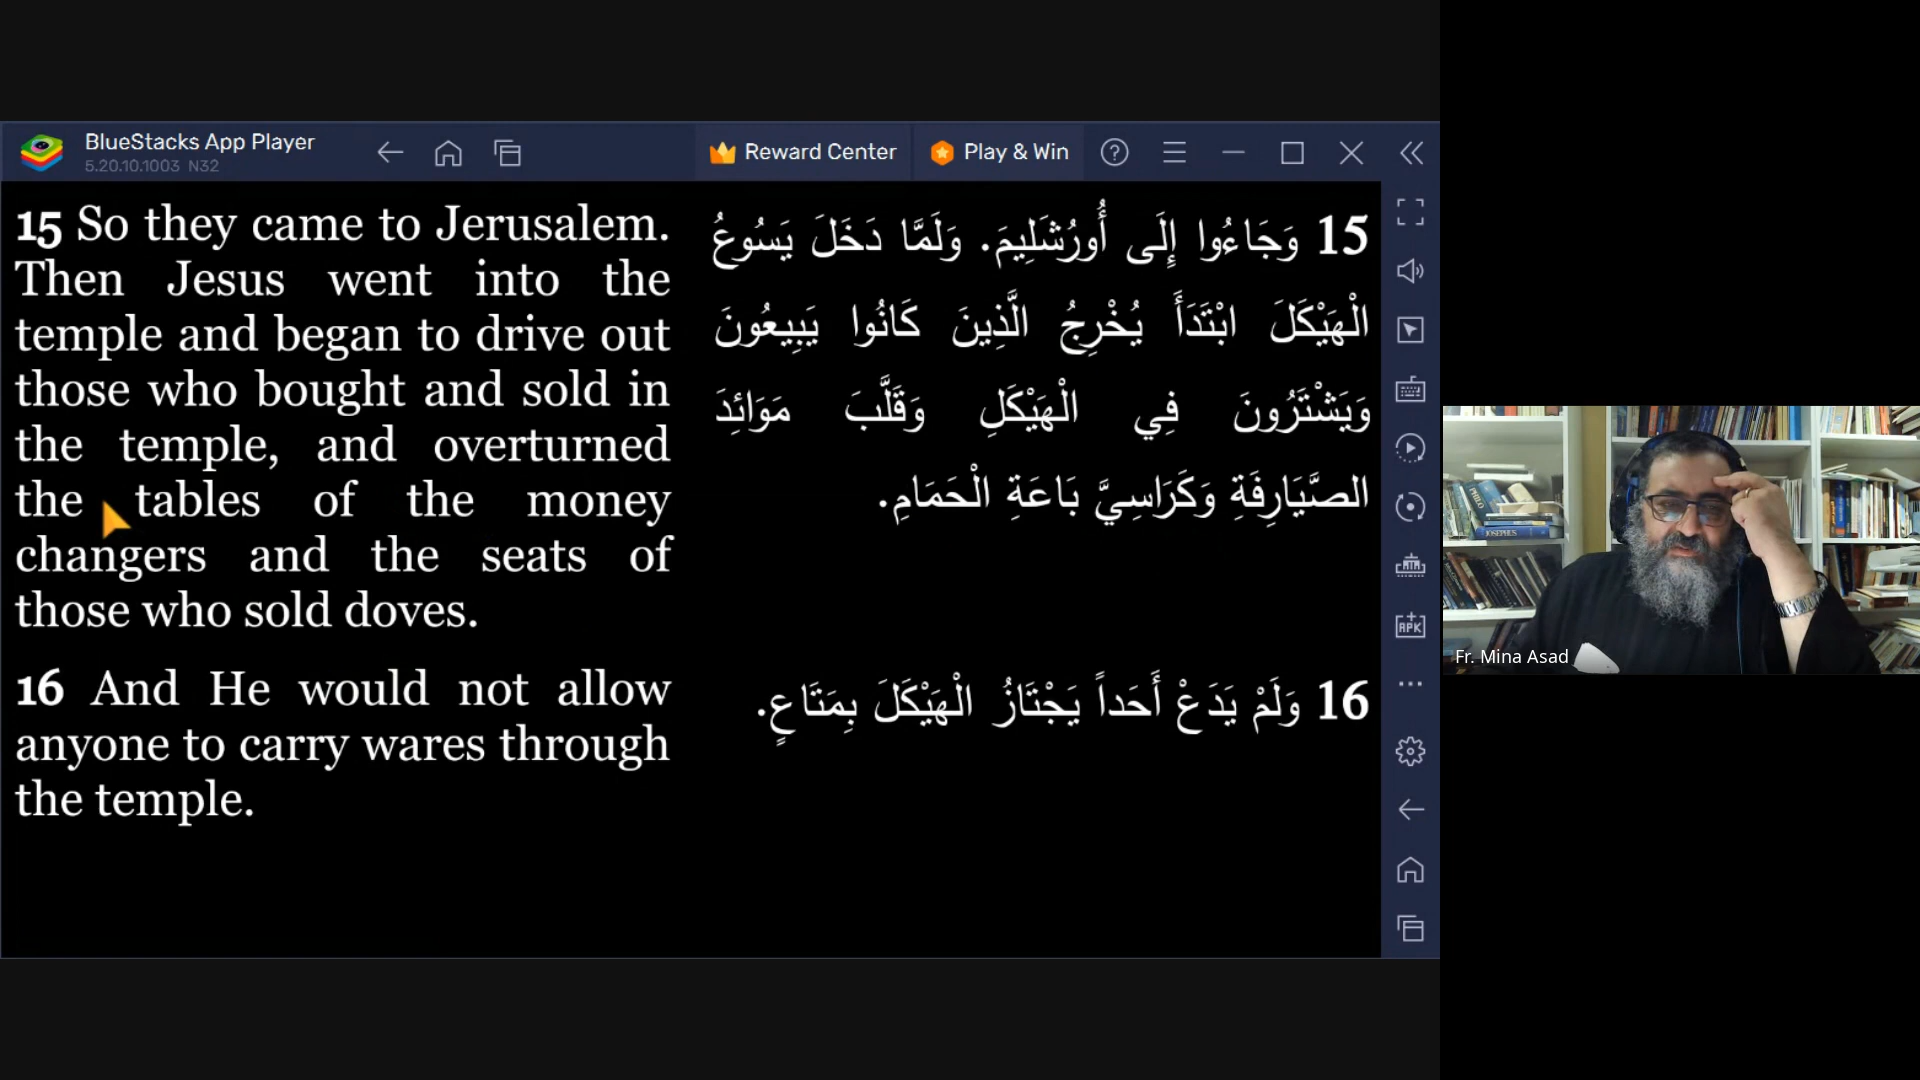 BlueStacks App Player
5.20.10.1003 N32
Reward Center
Play & Win
15 So they came to Jerusalem.
Then Jesus went into the
temple and began to drive out
those who bought and sold in
the temple, and overturned
the tables of the money
changers and the seats of
those who sold doves.
16 And He would not allow
anyone to carry wares through
the temple.
15 وَجَاءُوا إِلَى أُورُشَلِيمَ. وَلَمَّا دَخَلَ يَسُوعُ
الْهَيْكَلَ ابْتَدَأَ يُخْرِجُ الَّذِينَ كَانُوا يَبِيعُونَ
وَيَشْتَرُونَ فِي الْهَيْكَلِ وَقَلَّبَ مَوَائِدَ
الصَّيَارِفَةِ وَكَرَاسِيَّ بَاعَةِ الْحَمَامِ.
16 وَلَمْ يَدَعْ أَحَداً يَجْتَازُ الْهَيْكَلَ بِمَتَاعٍ.
APK
PHILO
JOSEPHUS
Fr. Mina Asad